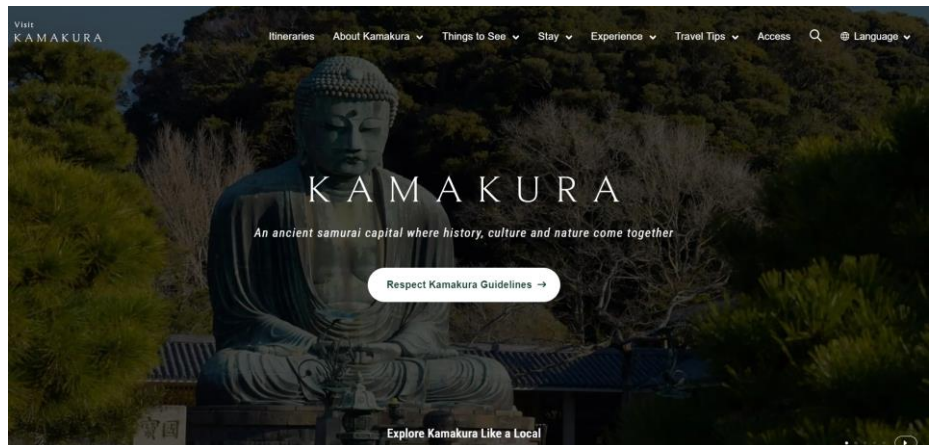 Visit
KAMAKURA
Itineraries About Kamakura Things to See Stay Experience Travel Tips Access Language
KAMAKURA
An ancient samurai capital where history, culture and nature come together
Respect Kamakura Guidelines →
Explore Kamakura Like a Local